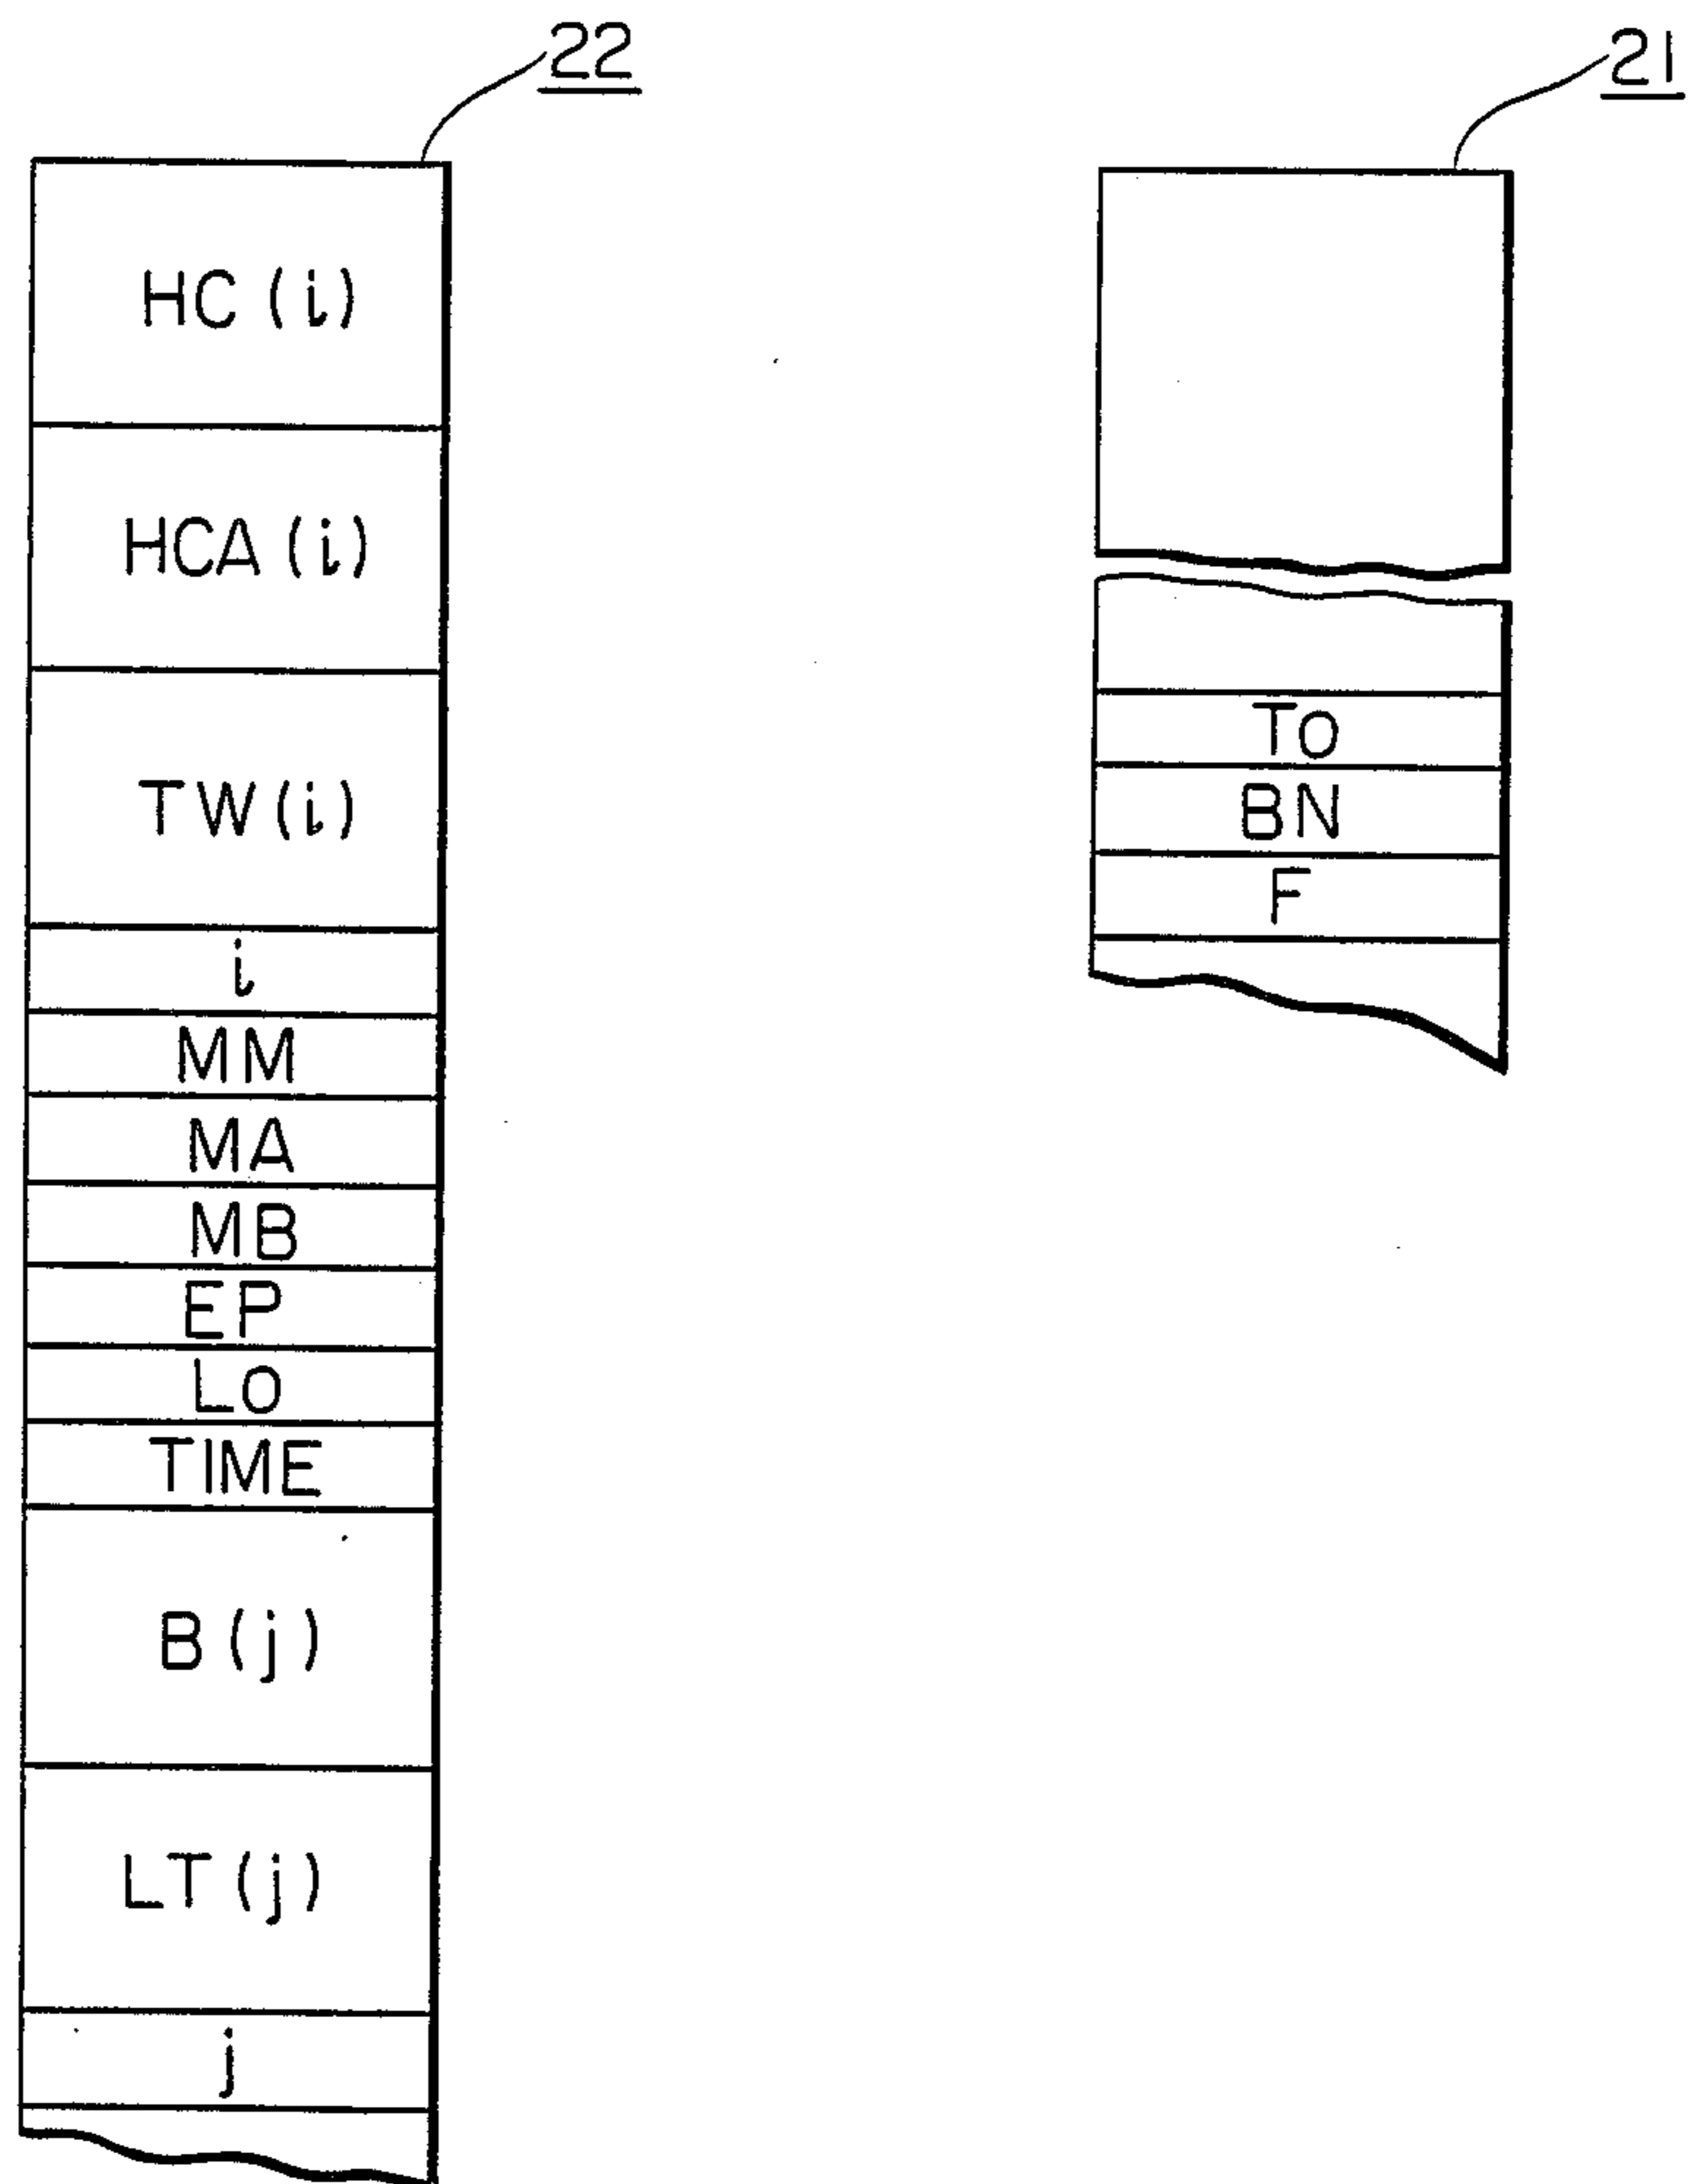 22
HC (i)
HCA (i)
TW (i)
i
MM
MA
MB
EP
Lo
TIME
B (j)
LT (j)
j
21
To
BN
F